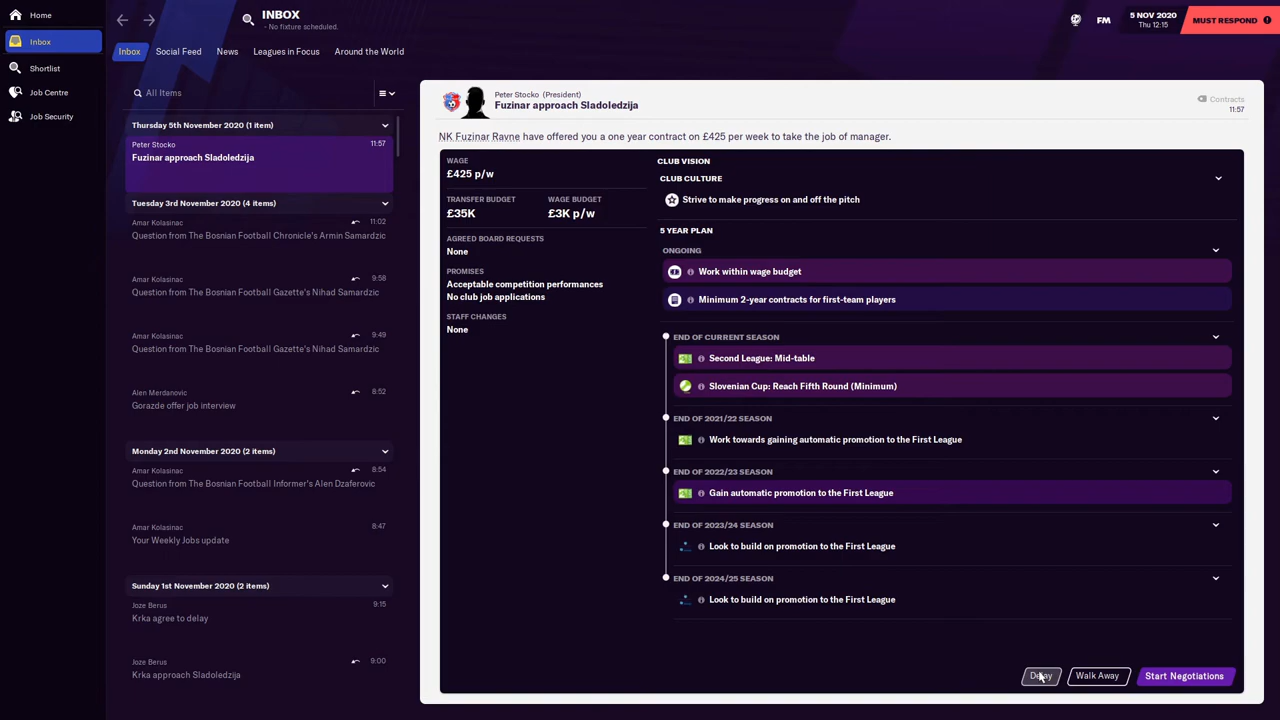 Home
Inbox
Shortlist
Job Centre
Job Security
INBOX
- No fixture scheduled.
FM
5 NOV 2020
Thu 12:15
MUST RESPOND
Inbox
Social Feed
News
Leagues in Focus
Around the World
All Items
Thursday 5th November 2020 (1 item)
Peter Stocko 11:57
Fuzinar approach Sladoledzija
Tuesday 3rd November 2020 (4 items)
Amar Kolasinac 11:02
Question from The Bosnian Football Chronicle's Armin Samardzic
Amar Kolasinac 9:58
Question from The Bosnian Football Gazette's Nihad Samardzic
Amar Kolasinac 9:49
Question from The Bosnian Football Gazette's Nihad Samardzic
Alen Merdanovic 8:52
Gorazde offer job interview
Monday 2nd November 2020 (2 items)
Amar Kolasinac 8:54
Question from The Bosnian Football Informer's Alen Dzaferovic
Amar Kolasinac 8:47
Your Weekly Jobs update
Sunday 1st November 2020 (2 items)
Joze Berus 9:15
Krka agree to delay
Joze Berus 9:00
Krka approach Sladoledzija
Peter Stocko (President)
Fuzinar approach Sladoledzija
Contracts
11:57
NK Fuzinar Ravne have offered you a one year contract on £425 per week to take the job of manager.
WAGE
£425 p/w
TRANSFER BUDGET WAGE BUDGET
£35K £3K p/w
AGREED BOARD REQUESTS
None
PROMISES
Acceptable competition performances
No club job applications
STAFF CHANGES
None
CLUB VISION
CLUB CULTURE
Strive to make progress on and off the pitch
5 YEAR PLAN
ONGOING
Work within wage budget
Minimum 2-year contracts for first-team players
END OF CURRENT SEASON
Second League: Mid-table
Slovenian Cup: Reach Fifth Round (Minimum)
END OF 2021/22 SEASON
Work towards gaining automatic promotion to the First League
END OF 2022/23 SEASON
Gain automatic promotion to the First League
END OF 2023/24 SEASON
Look to build on promotion to the First League
END OF 2024/25 SEASON
Look to build on promotion to the First League
Delay
Walk Away
Start Negotiations